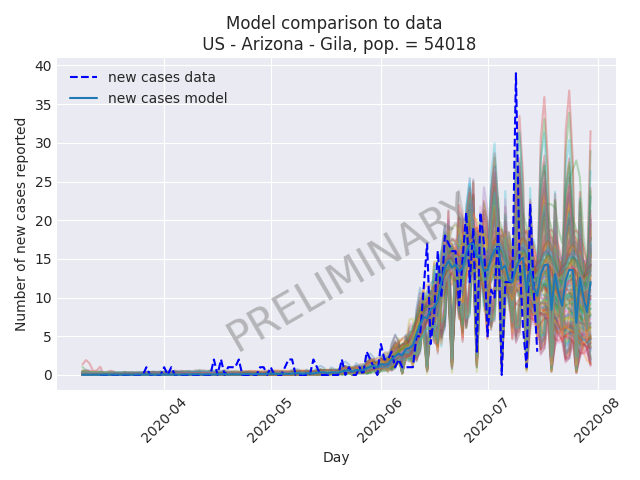 Model comparison to data
US - Arizona - Gila, pop. = 54018
new cases data
new cases model
PRELIMINARY
Number of new cases reported
40
35
30
25
20
15
10
5
0
2020-04
2020-05
2020-06
2020-07
2020-08
Day